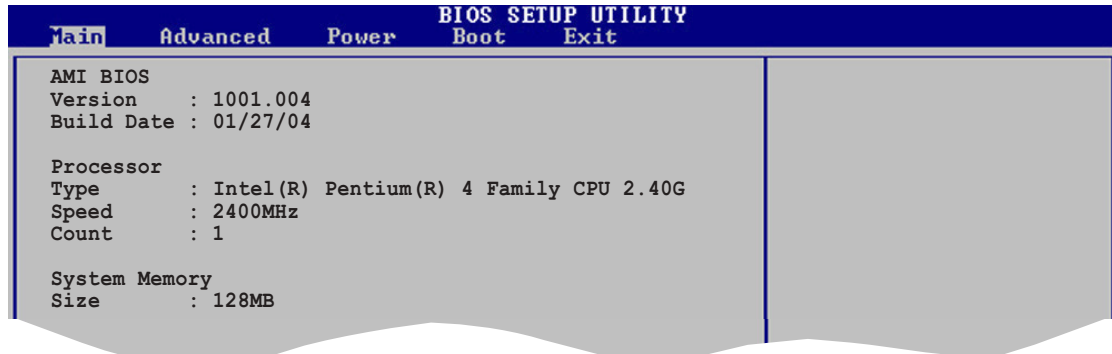 BIOS SETUP UTILITY
Main Advanced Power Boot Exit
AMI BIOS
Version : 1001.004
Build Date : 01/27/04
Processor
Type : Intel(R) Pentium(R) 4 Family CPU 2.40G
Speed : 2400MHz
Count : 1
System Memory
Size : 128MB